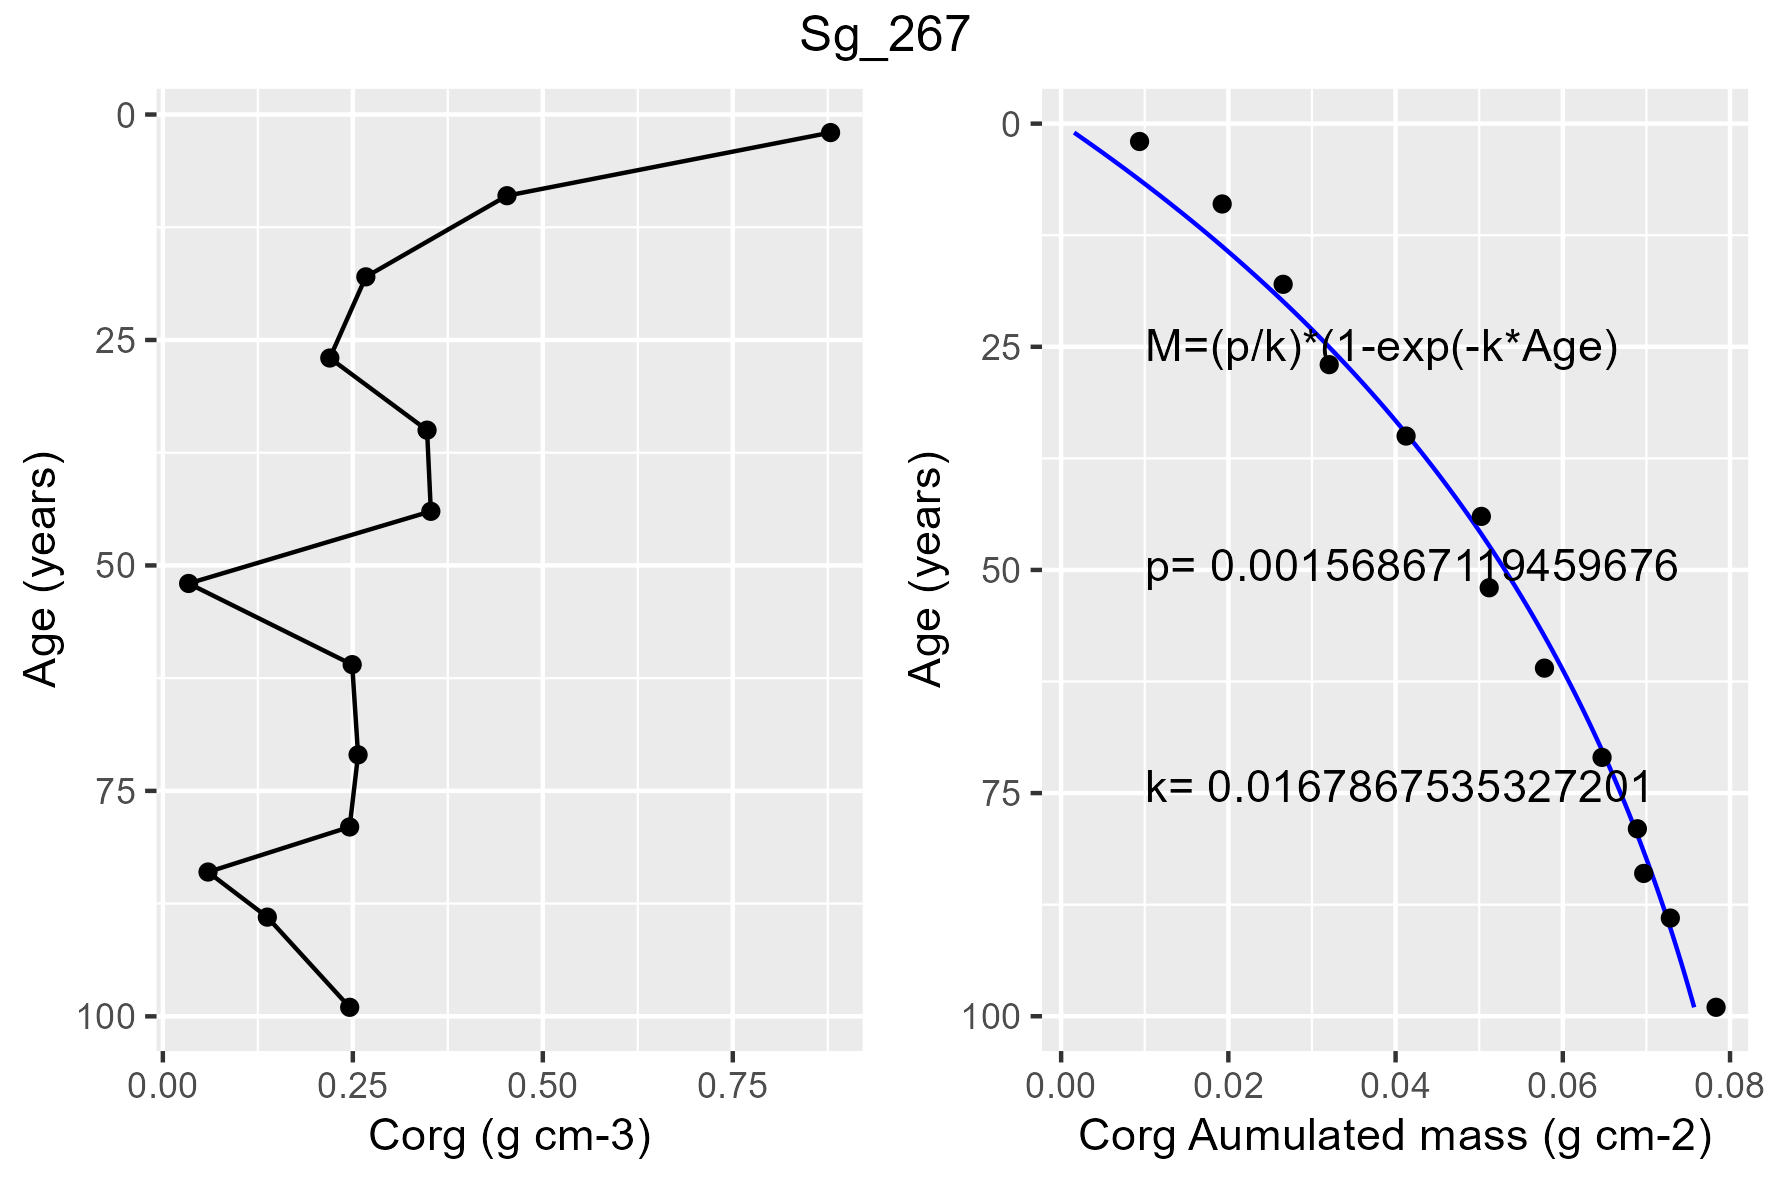 Sg_267
0
25
50
75
100
Age (years)
0.00 0.25 0.50 0.75
Corg (g cm-3)
0
25
50
75
100
Age (years)
M=(p/k)*(1-exp(-k*Age)
p= 0.00156867119459676
k= 0.0167867535327201
0.00 0.02 0.04 0.06 0.08
Corg Aumulated mass (g cm-2)